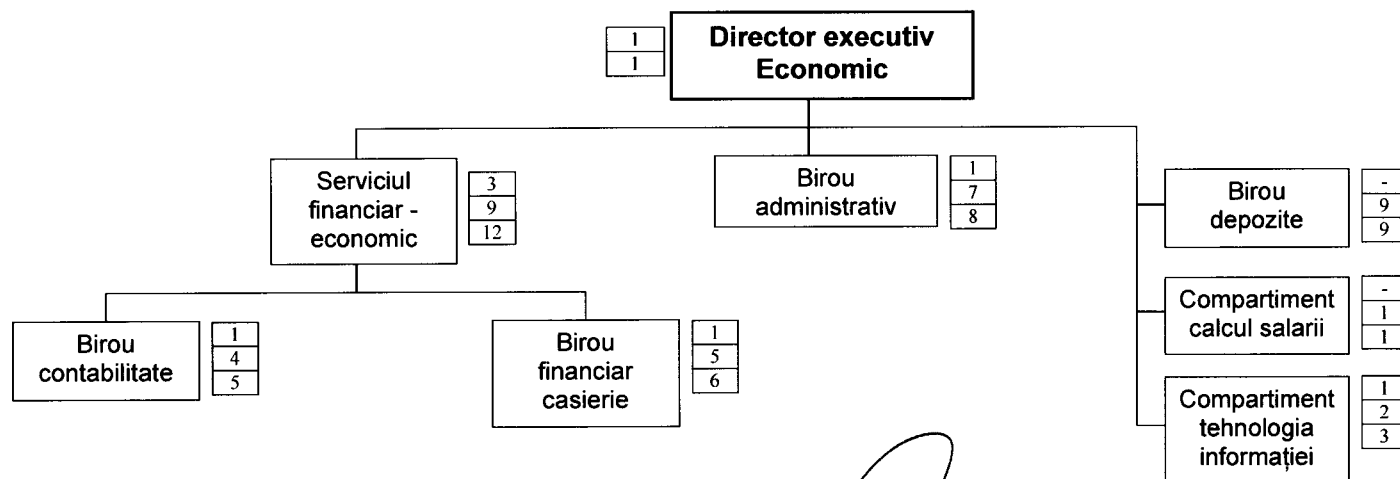 1
1
Director executiv
Economic
Serviciul
financiar -
economic
3
9
12
Birou
administrativ
1
7
8
Birou
depozite
-
9
9
Birou
contabilitate
1
4
5
Birou
financiar
casierie
1
5
6
Compartiment
calcul salarii
-
1
1
Compartiment
tehnologia
informației
1
2
3